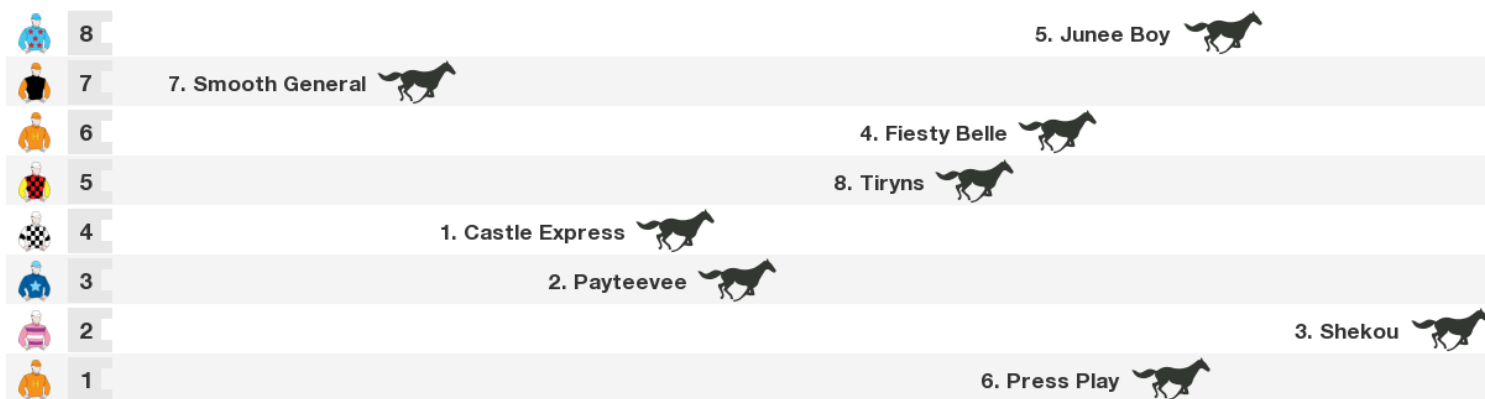 8 5. Junee Boy
7 7. Smooth General
6 4. Fiesty Belle
5 8. Tiryns
4 1. Castle Express
3 2. Payteevee
2 3. Shekou
1 6. Press Play